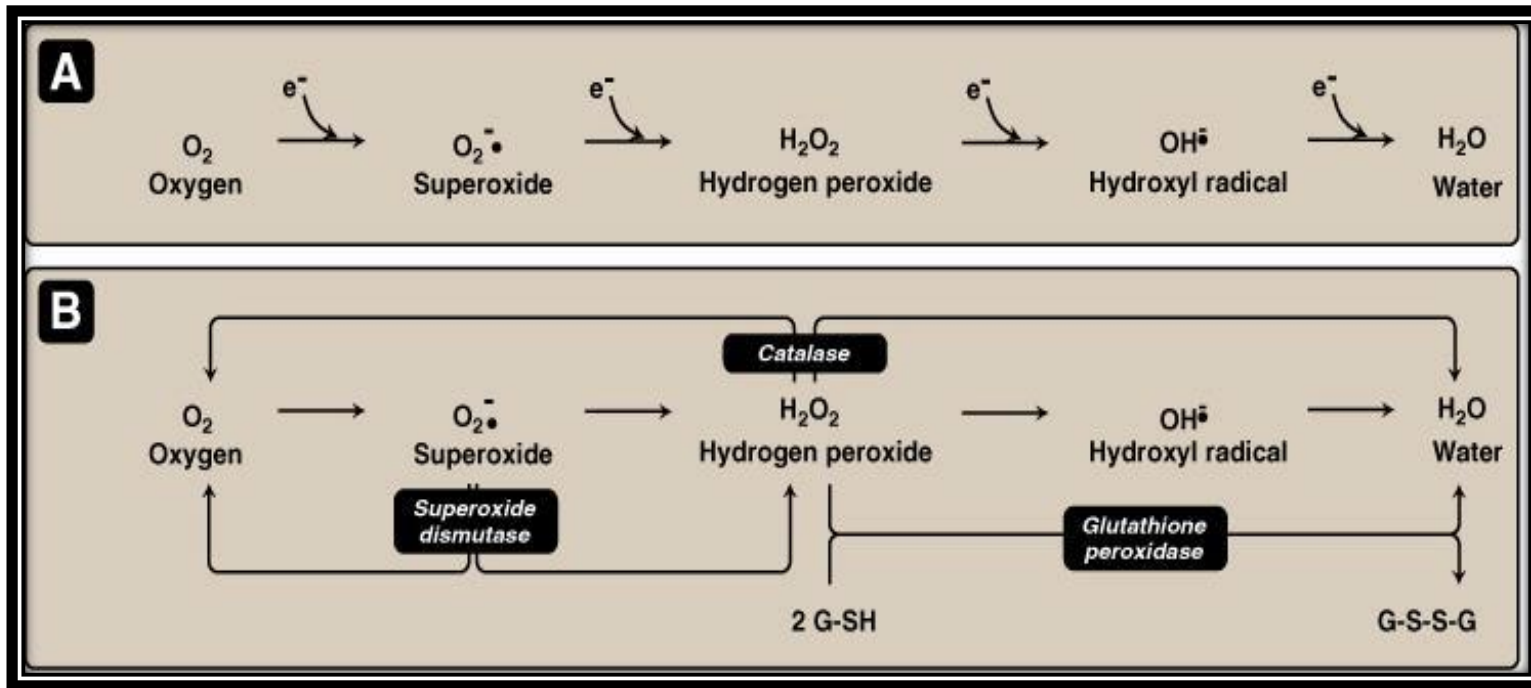 A
e⁻ e⁻ e⁻ e⁻
O₂ O₂⁻• H₂O₂ OH•̄ H₂O
Oxygen Superoxide Hydrogen peroxide Hydroxyl radical Water
B
Catalase
O₂ O₂⁻• H₂O₂ OH•̄ H₂O
Oxygen Superoxide Hydrogen peroxide Hydroxyl radical Water
Superoxide
dismutase
Glutathione
peroxidase
2 G-SH G-S-S-G